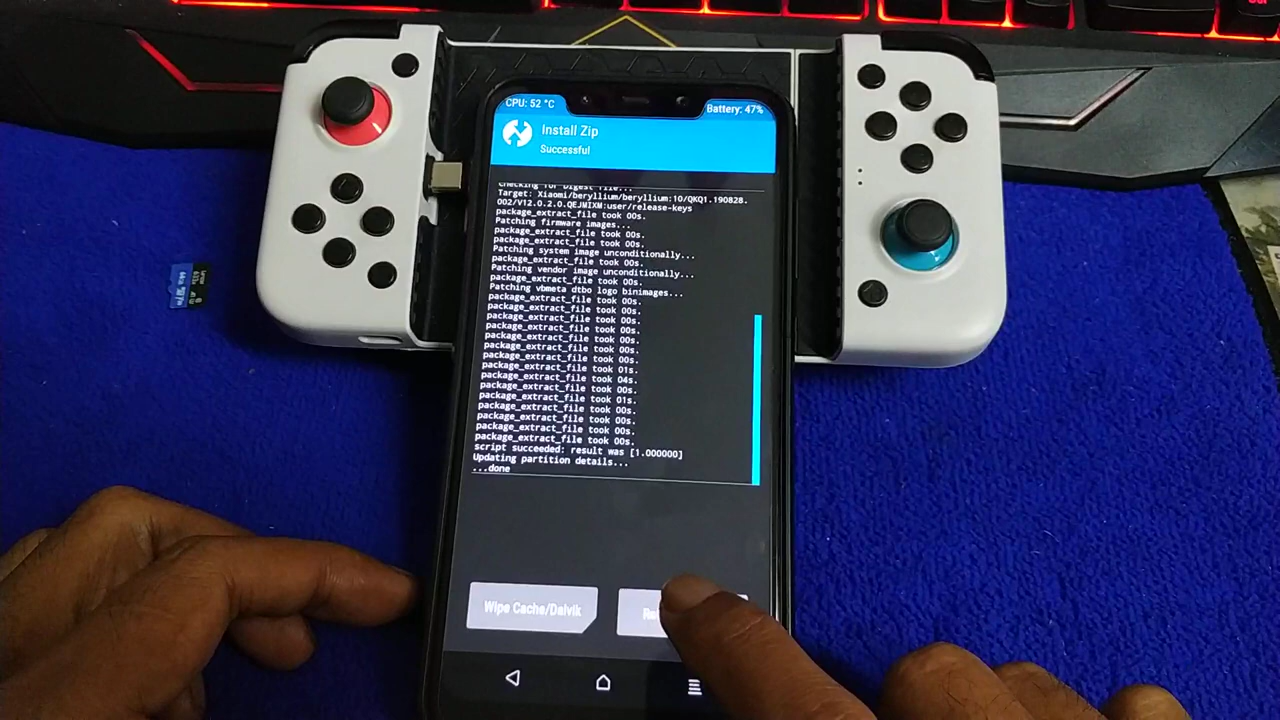 CPU: 52 °C
Battery: 47%
Install Zip
Successful
Checking for Digest file...
Target: Xiaomi/beryllium/beryllium:10/QKQ1.190828.
002/V12.0.2.0.QEJMIXM:user/release-keys
package_extract_file took 00s.
Patching firmware images...
package_extract_file took 00s.
package_extract_file took 00s.
Patching system image unconditionally...
package_extract_file took 00s.
Patching vendor image unconditionally...
package_extract_file took 00s.
Patching vbmeta dtbo logo binimages...
package_extract_file took 00s.
package_extract_file took 00s.
package_extract_file took 00s.
package_extract_file took 00s.
package_extract_file took 00s.
package_extract_file took 00s.
package_extract_file took 00s.
package_extract_file took 01s.
package_extract_file took 04s.
package_extract_file took 00s.
package_extract_file took 01s.
package_extract_file took 00s.
package_extract_file took 00s.
package_extract_file took 00s.
package_extract_file took 00s.
script succeeded: result was [1.000000]
Updating partition details...
...done
Wipe Cache/Dalvik